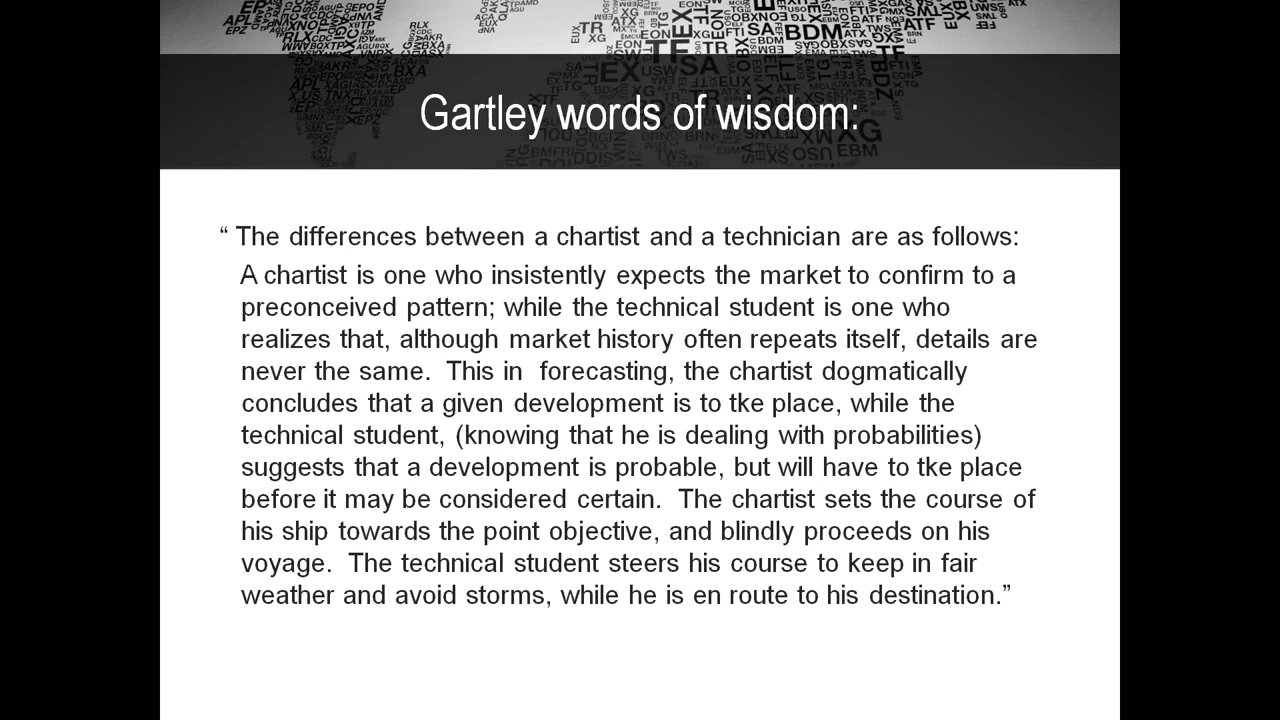 Gartley words of wisdom:
“ The differences between a chartist and a technician are as follows:
A chartist is one who insistently expects the market to confirm to a
preconceived pattern; while the technical student is one who
realizes that, although market history often repeats itself, details are
never the same. This in forecasting, the chartist dogmatically
concludes that a given development is to tke place, while the
technical student, (knowing that he is dealing with probabilities)
suggests that a development is probable, but will have to tke place
before it may be considered certain. The chartist sets the course of
his ship towards the point objective, and blindly proceeds on his
voyage. The technical student steers his course to keep in fair
weather and avoid storms, while he is en route to his destination.”